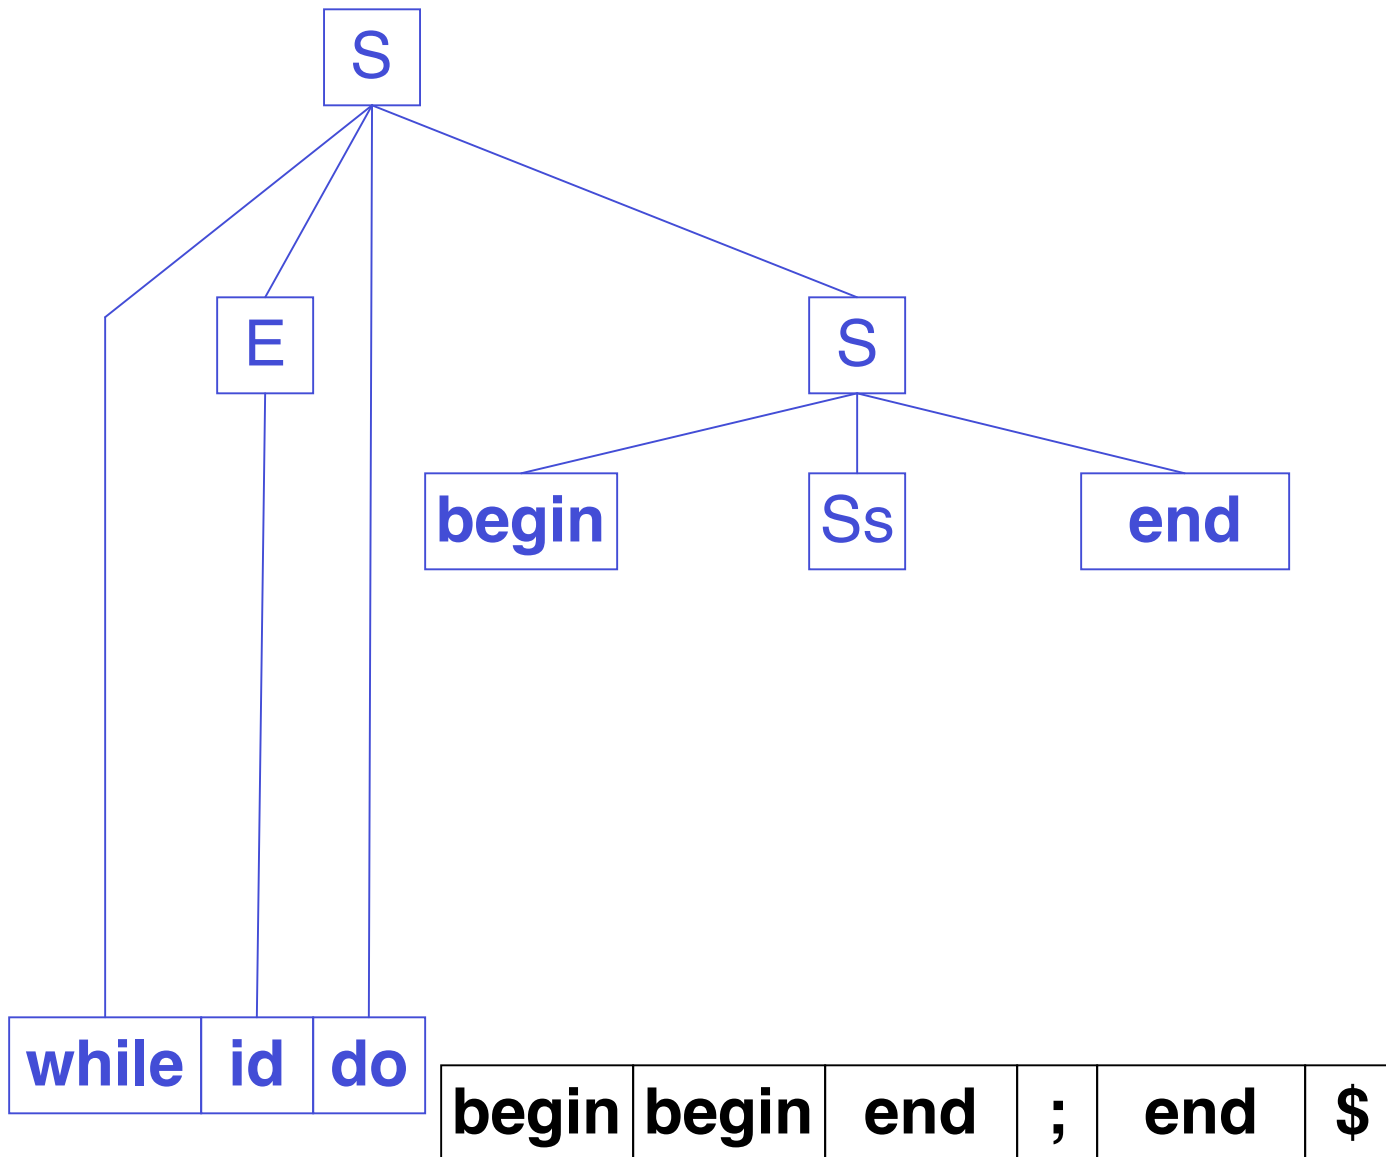 S
E S
begin Ss end
while id do
begin begin end ; end $